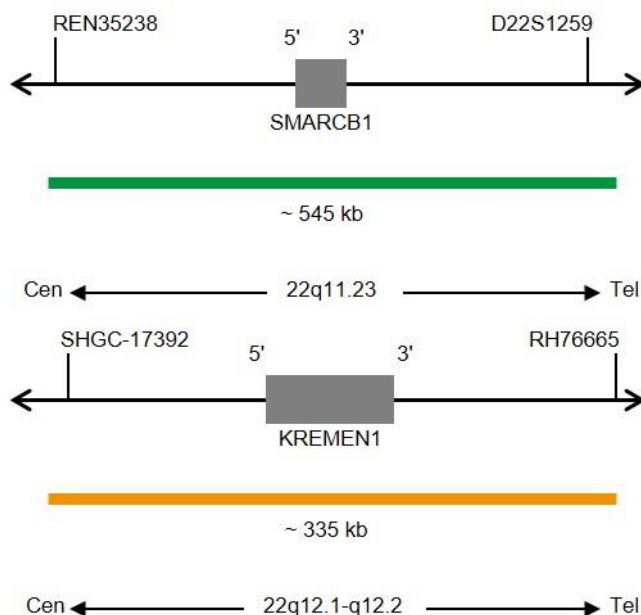 REN35238 5' 3' D22S1259
SMARCB1
~ 545 kb
Cen 22q11.23 Tel
SHGC-17392 5' 3' RH76665
KREMEN1
~ 335 kb
Cen 22q12.1-q12.2 Tel